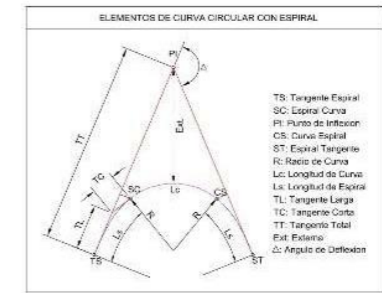 ELEMENTOS DE CURVA CIRCULAR CON ESPIRAL
PI
Δ
TT
Ext.
TS: Tangente Espiral
SC: Espiral Curva
PI: Punto de Inflexion
CS: Curva Espiral
ST: Espiral Tangente
R: Radio de Curva
Lc: Longitud de Curva
Ls: Longitud de Espiral
TL: Tangente Larga
TC: Tangente Corta
TT: Tangente Total
Ext: Externa
Δ: Angulo de Deflexion
TC
SC
Lc
CS
TL
R
R
Ls
Ls
TS
ST